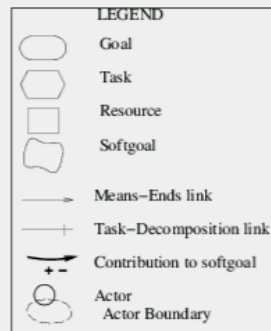 LEGEND
Goal
Task
Resource
Softgoal
Means–Ends link
Task–Decomposition link
Contribution to softgoal
+ –
Actor
Actor Boundary